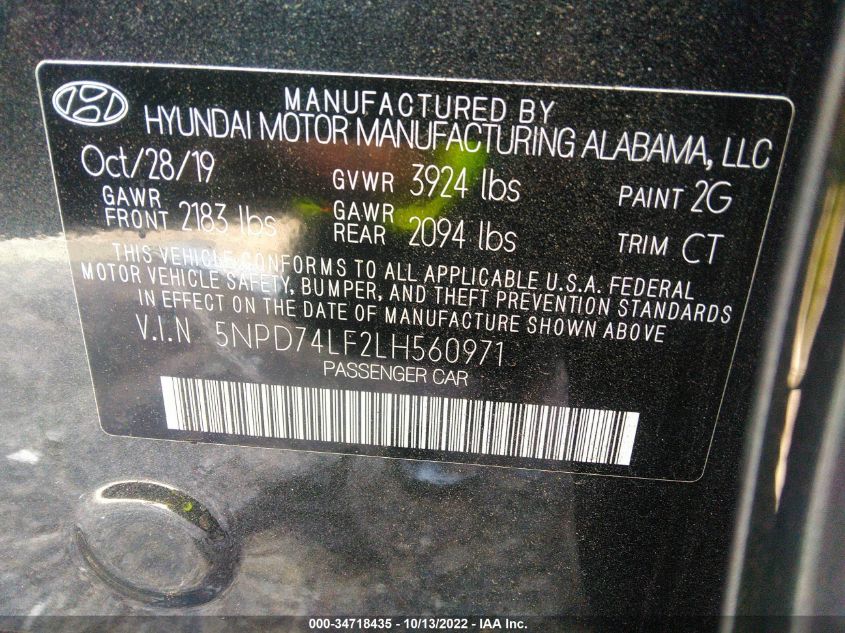 MANUFACTURED BY
HYUNDAI MOTOR MANUFACTURING ALABAMA, LLC
Oct/28/19 GVWR 3924 lbs PAINT 2G
GAWR FRONT 2183 lbs GAWR REAR 2094 lbs TRIM CT
THIS VEHICLE CONFORMS TO ALL APPLICABLE U.S.A. FEDERAL
MOTOR VEHICLE SAFETY, BUMPER, AND THEFT PREVENTION STANDARDS
IN EFFECT ON THE DATE OF MANUFACTURE SHOWN ABOVE
V.I.N 5NPD74LF2LH560971
PASSENGER CAR
000-34718435 - 10/13/2022 - IAA Inc.